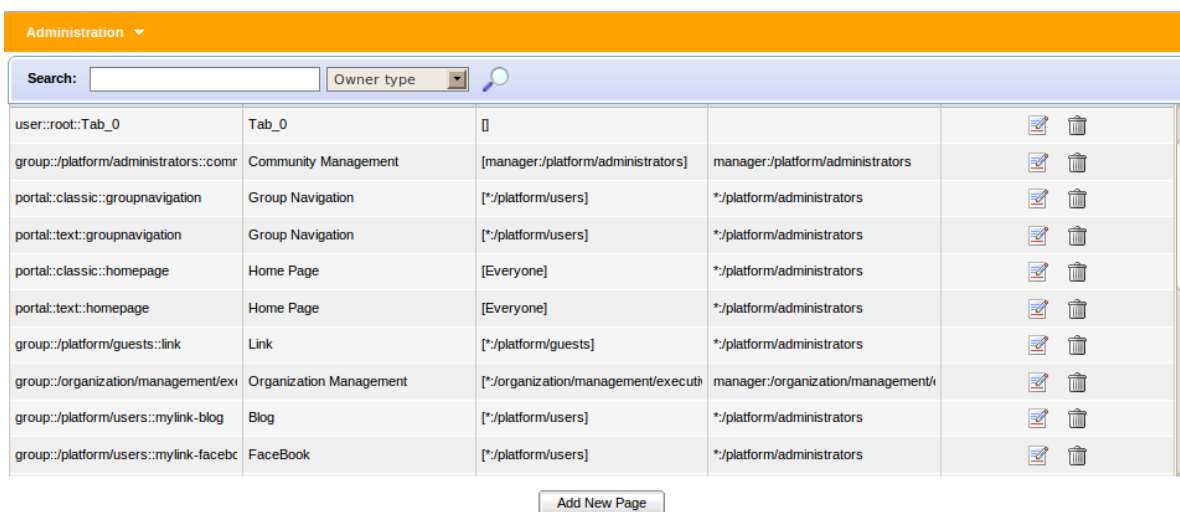 Administration
Search: Owner type
user::root::Tab_0 Tab_0 []
group::/platform/administrators::comm Community Management [manager:/platform/administrators] manager:/platform/administrators
portal::classic::groupnavigation Group Navigation [*:/platform/users] *:/platform/administrators
portal::text::groupnavigation Group Navigation [*:/platform/users] *:/platform/administrators
portal::classic::homepage Home Page [Everyone] *:/platform/administrators
portal::text::homepage Home Page [Everyone] *:/platform/administrators
group::/platform/guests::link Link [*:/platform/guests] *:/platform/administrators
group::/organization/management/exe Organization Management [*:/organization/management/executiv manager:/organization/management/
group::/platform/users::mylink-blog Blog [*:/platform/users] *:/platform/administrators
group::/platform/users::mylink-facebo FaceBook [*:/platform/users] *:/platform/administrators
Add New Page